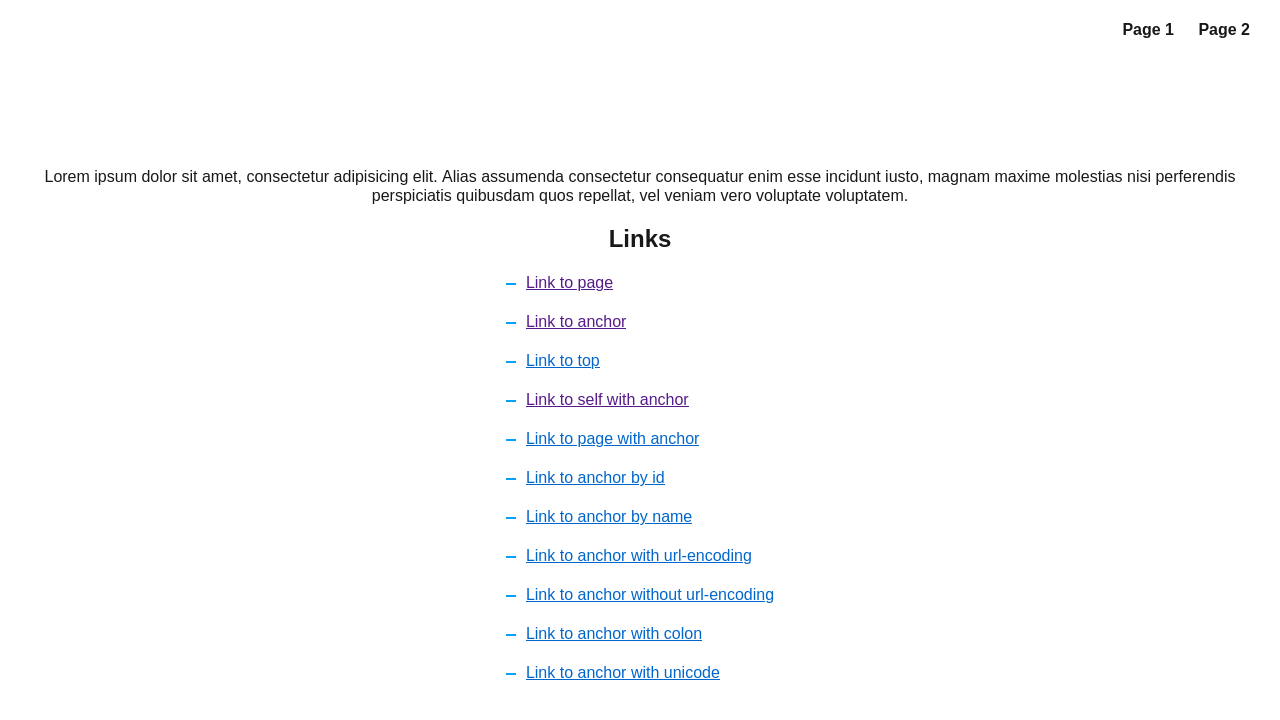 Page 1 Page 2
Lorem ipsum dolor sit amet, consectetur adipisicing elit. Alias assumenda consectetur consequatur enim esse incidunt iusto, magnam maxime molestias nisi perferendis
perspiciatis quibusdam quos repellat, vel veniam vero voluptate voluptatem.
Links
Link to page
Link to anchor
Link to top
Link to self with anchor
Link to page with anchor
Link to anchor by id
Link to anchor by name
Link to anchor with url-encoding
Link to anchor without url-encoding
Link to anchor with colon
Link to anchor with unicode